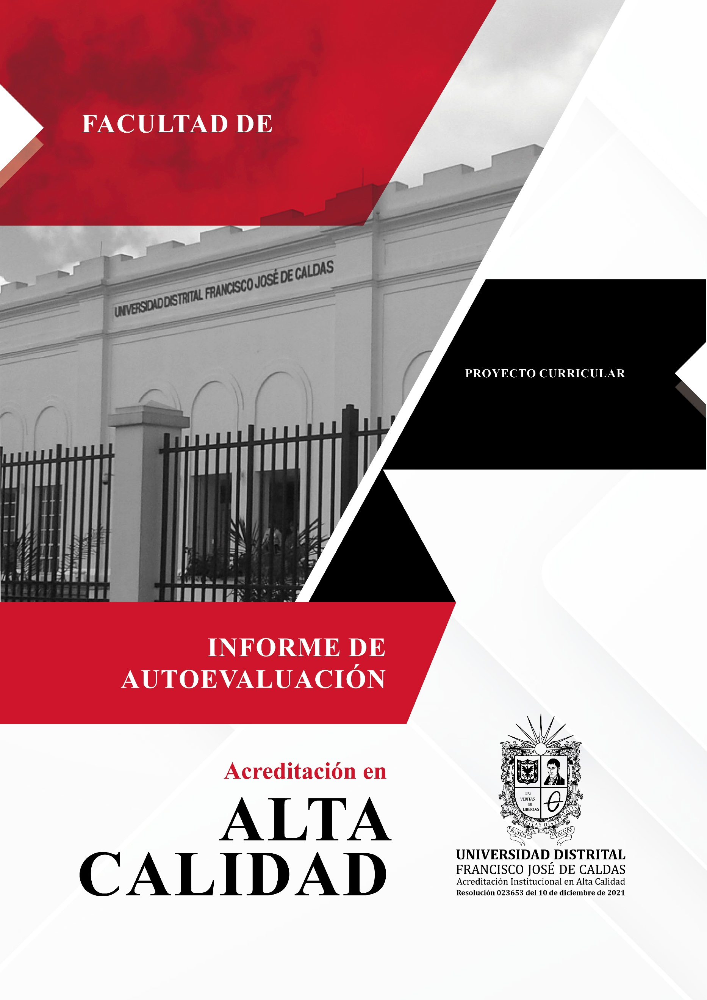 FACULTAD DE
UNIVERSIDAD DISTRITAL FRANCISCO JOSÉ DE CALDAS
PROYECTO CURRICULAR
INFORME DE
AUTOEVALUACIÓN
Acreditación en
ALTA
CALIDAD
UBI
VERITAS
IBI
LIBERTAS
UNIVERSITAS DISTRITALIS
FRANCISCIA JOSEPH CALDAS
UNIVERSIDAD DISTRITAL
FRANCISCO JOSÉ DE CALDAS
Acreditación Institucional en Alta Calidad
Resolución 023653 del 10 de diciembre de 2021